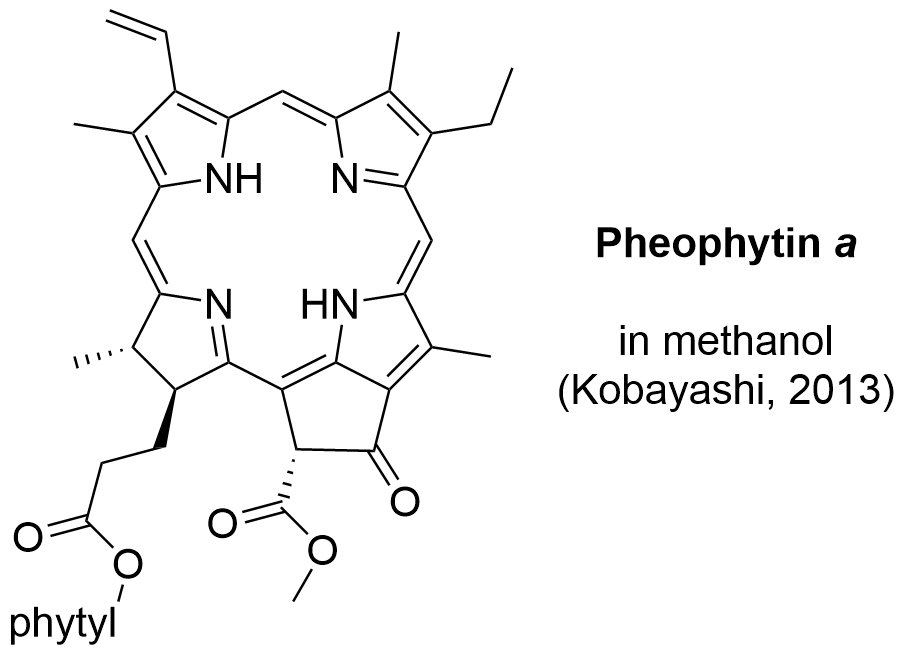 NH
N
N
HN
O
O
O
O
O
phytyl
Pheophytin a
in methanol
(Kobayashi, 2013)